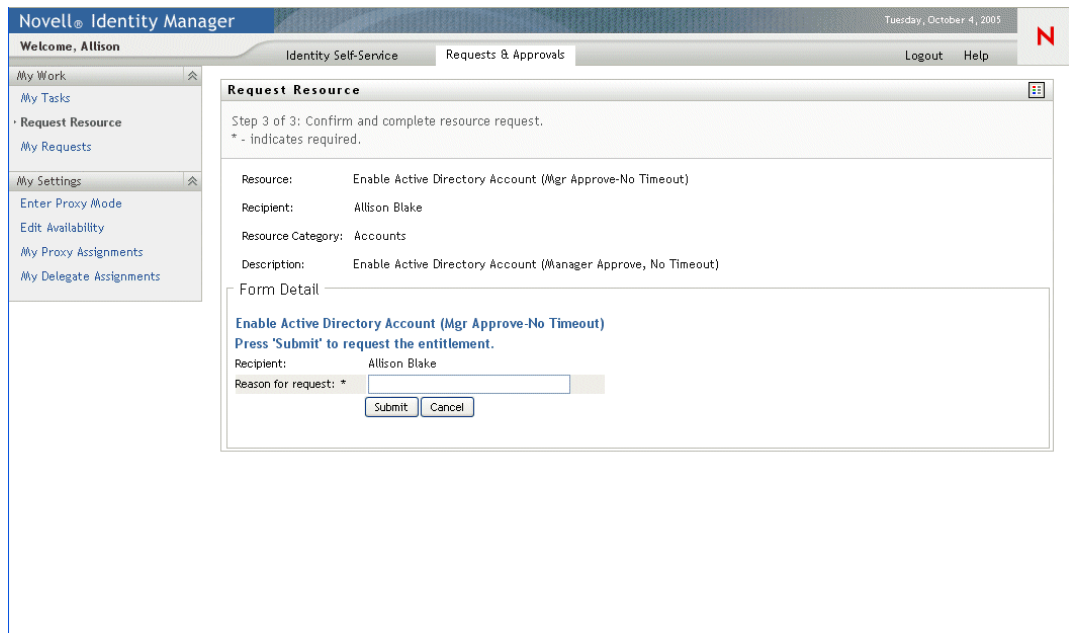 Novell® Identity Manager
Tuesday, October 4, 2005
N
Welcome, Allison
Identity Self-Service
Requests & Approvals
Logout Help
My Work
My Tasks
Request Resource
My Requests
My Settings
Enter Proxy Mode
Edit Availability
My Proxy Assignments
My Delegate Assignments
Request Resource
Step 3 of 3: Confirm and complete resource request.
* - indicates required.
Resource: Enable Active Directory Account (Mgr Approve-No Timeout)
Recipient: Allison Blake
Resource Category: Accounts
Description: Enable Active Directory Account (Manager Approve, No Timeout)
Form Detail
Enable Active Directory Account (Mgr Approve-No Timeout)
Press 'Submit' to request the entitlement.
Recipient: Allison Blake
Reason for request: *
Submit Cancel